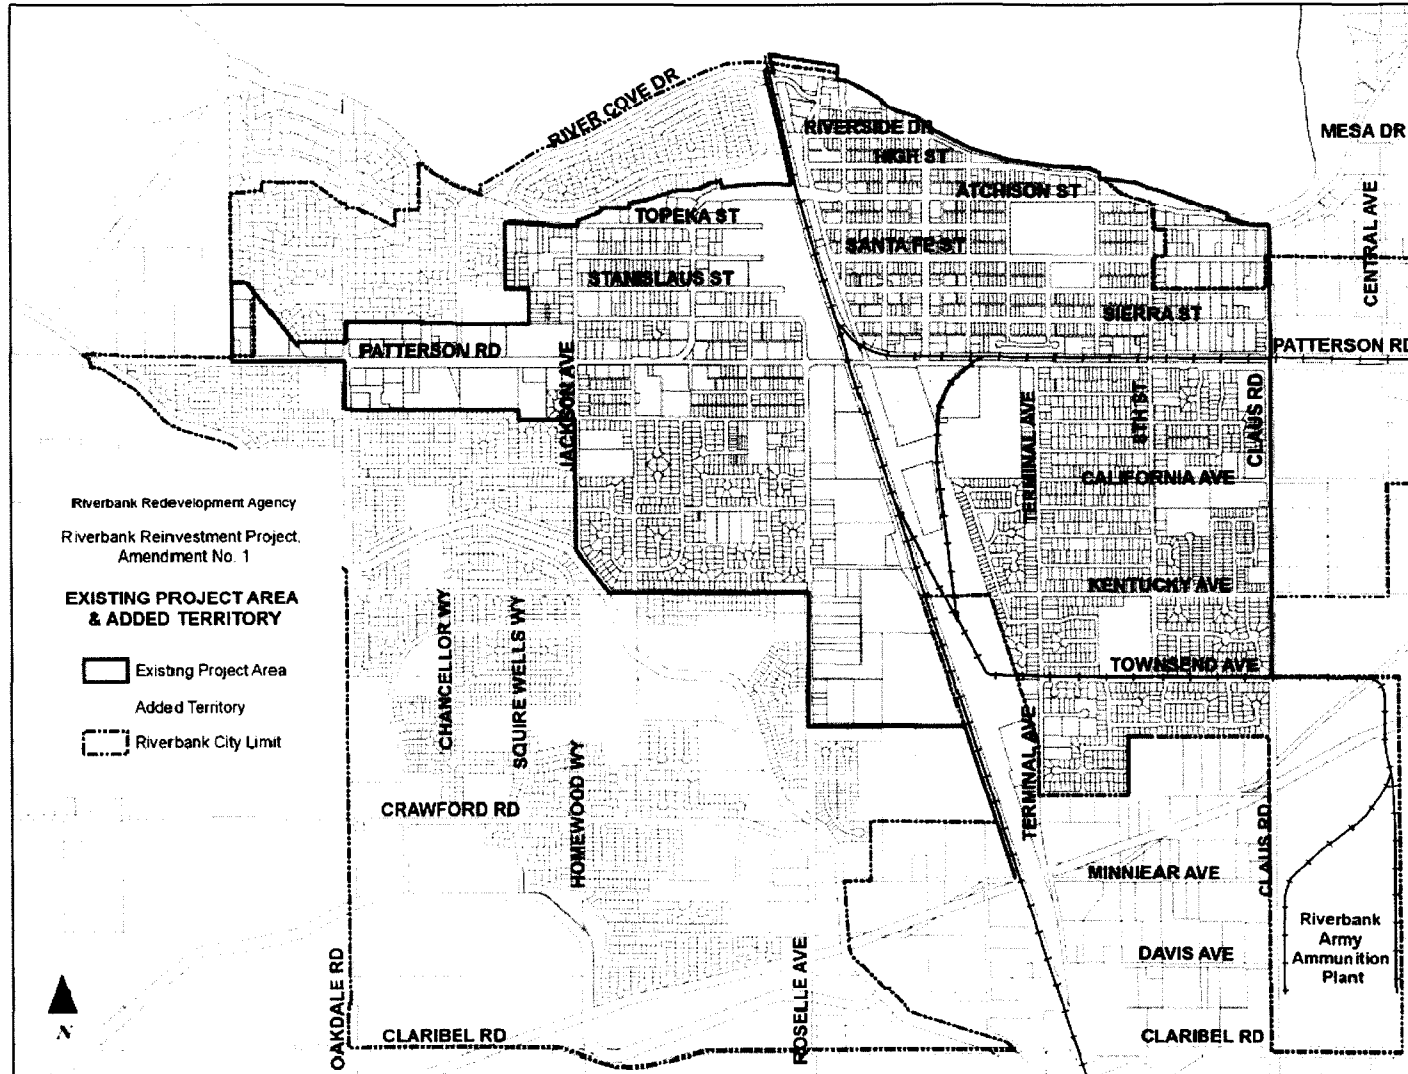 RIVER COVE DR
MESA DR
RIVERSIDE DR
HIGH ST
ATCHISON ST
TOPEKA ST
CENTRAL AVE
SANTA FE ST
STANISLAUS ST
SIERRA ST
PATTERSON RD
PATTERSON RD
JACKSON AVE
TERMINAL AVE
8TH ST
CLAUS RD
CALIFORNIA AVE
Riverbank Redevelopment Agency
Riverbank Reinvestment Project,
Amendment No. 1
EXISTING PROJECT AREA
& ADDED TERRITORY
Existing Project Area
Added Territory
Riverbank City Limit
KENTUCKY AVE
CHANCELLOR WY
SQUIRE WELLS WY
TOWNSEND AVE
HOMEWOOD WY
TERMINAL AVE
CRAWFORD RD
CLAUS RD
MINNIEAR AVE
Riverbank
Army
Ammunition
Plant
DAVIS AVE
OAKDALE RD
ROSELLE AVE
CLARIBEL RD
CLARIBEL RD
N